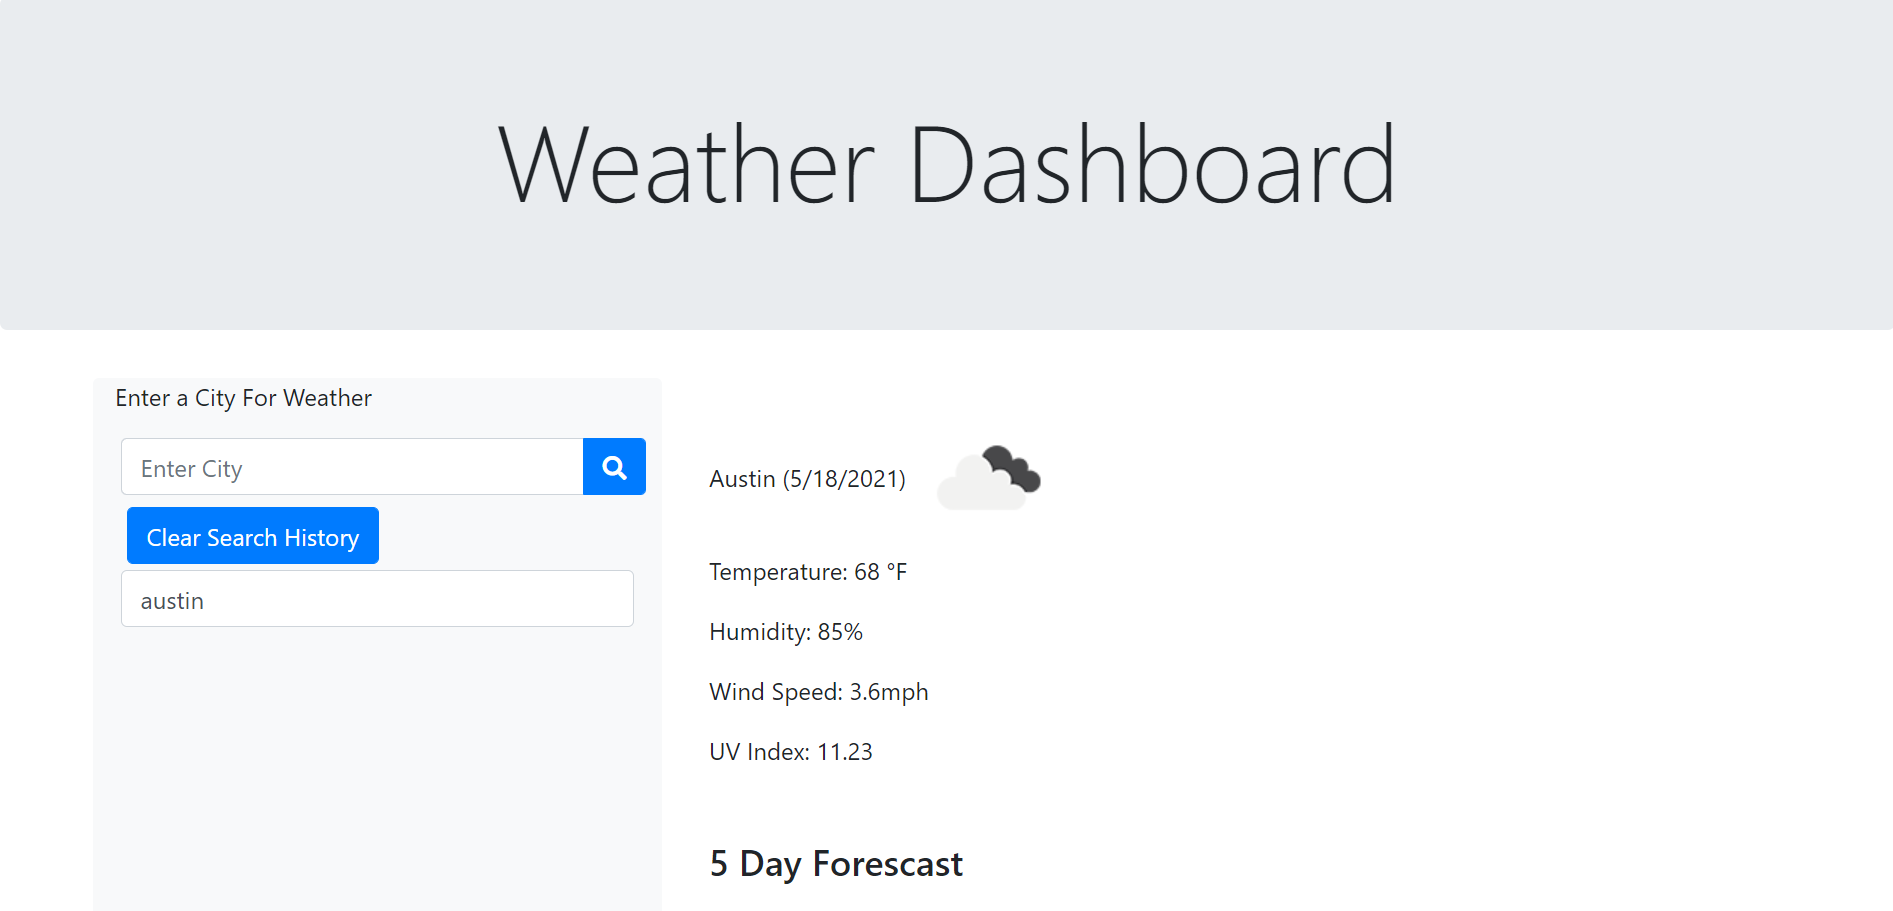 Weather Dashboard
Enter a City For Weather
Enter City
Clear Search History
austin
Austin (5/18/2021)
Temperature: 68 °F
Humidity: 85%
Wind Speed: 3.6mph
UV Index: 11.23
5 Day Forescast